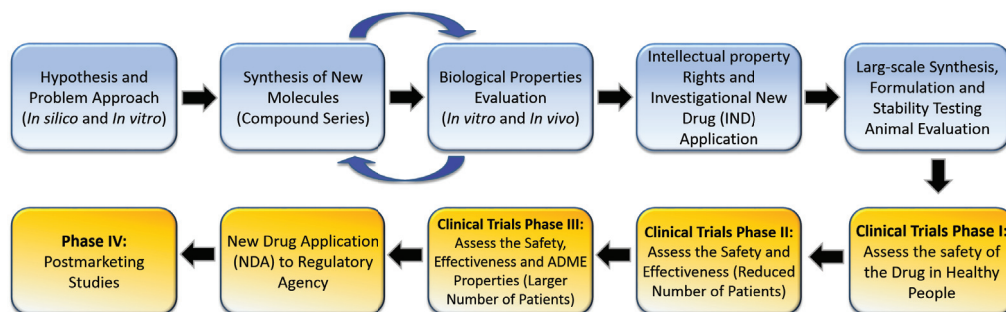 Hypothesis and
Problem Approach
(In silico and In vitro)
Synthesis of New
Molecules
(Compound Series)
Biological Properties
Evaluation
(In vitro and In vivo)
Intellectual property
Rights and
Investigational New
Drug (IND)
Application
Larg-scale Synthesis,
Formulation and
Stability Testing
Animal Evaluation
Phase IV:
Postmarketing
Studies
New Drug Application
(NDA) to Regulatory
Agency
Clinical Trials Phase III:
Assess the Safety,
Effectiveness and ADME
Properties (Larger
Number of Patients)
Clinical Trials Phase II:
Assess the Safety and
Effectiveness (Reduced
Number of Patients)
Clinical Trials Phase I:
Assess the safety of
the Drug in Healthy
People